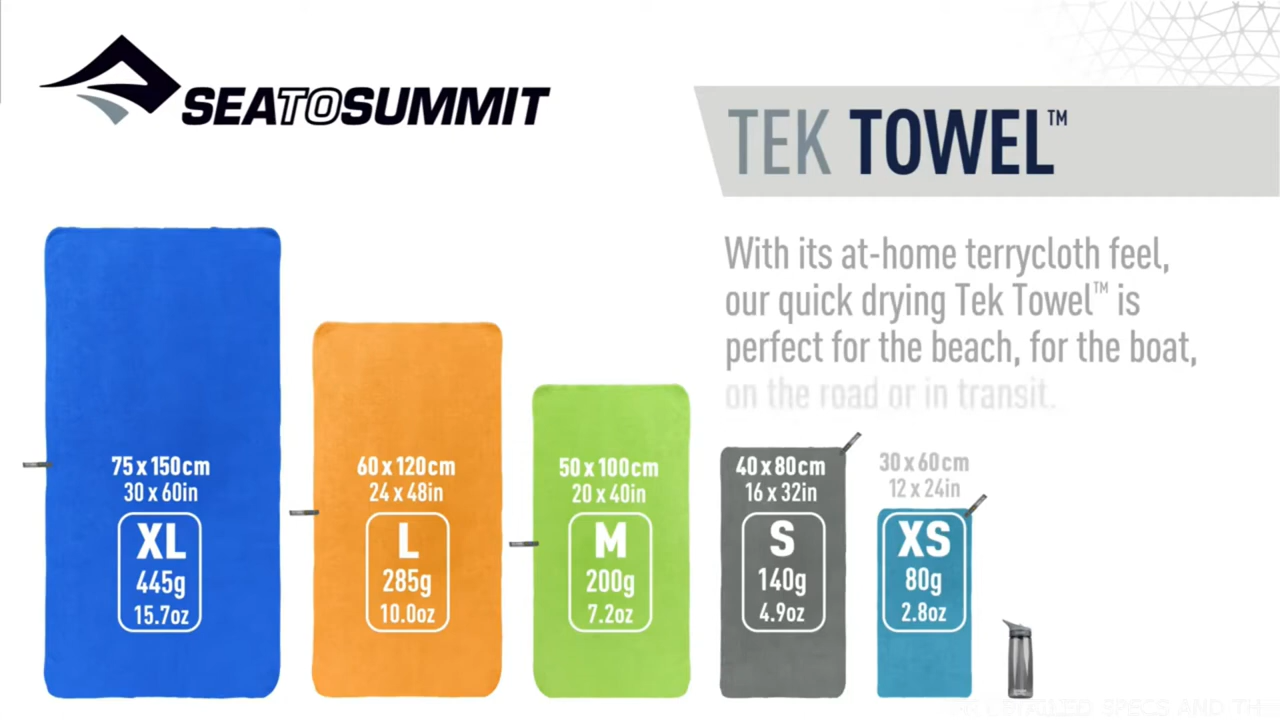 SEATOSUMMIT
TEK TOWEL™
With its at-home terrycloth feel,
our quick drying Tek Towel™ is
perfect for the beach, for the boat,
on the road or in transit.
75 x 150cm
30 x 60in
XL
445g
15.7oz
60 x 120cm
24 x 48in
L
285g
10.0oz
50 x 100cm
20 x 40in
M
200g
7.2oz
40 x 80cm
16 x 32in
S
140g
4.9oz
30 x 60cm
12 x 24in
XS
80g
2.8oz
SPECS AND